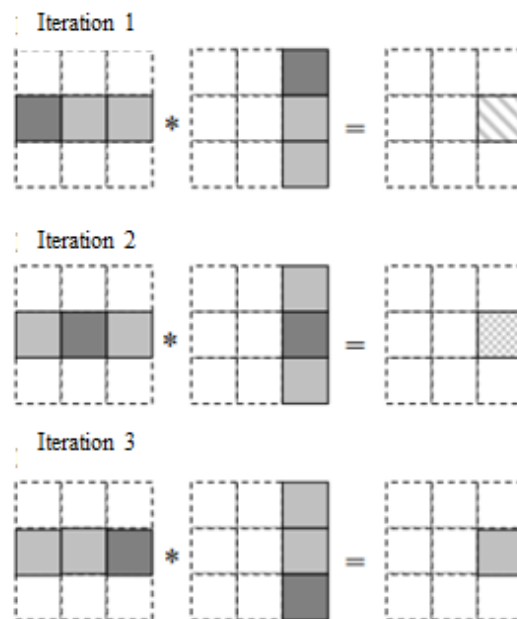 Iteration 1
* =
Iteration 2
* =
Iteration 3
* =